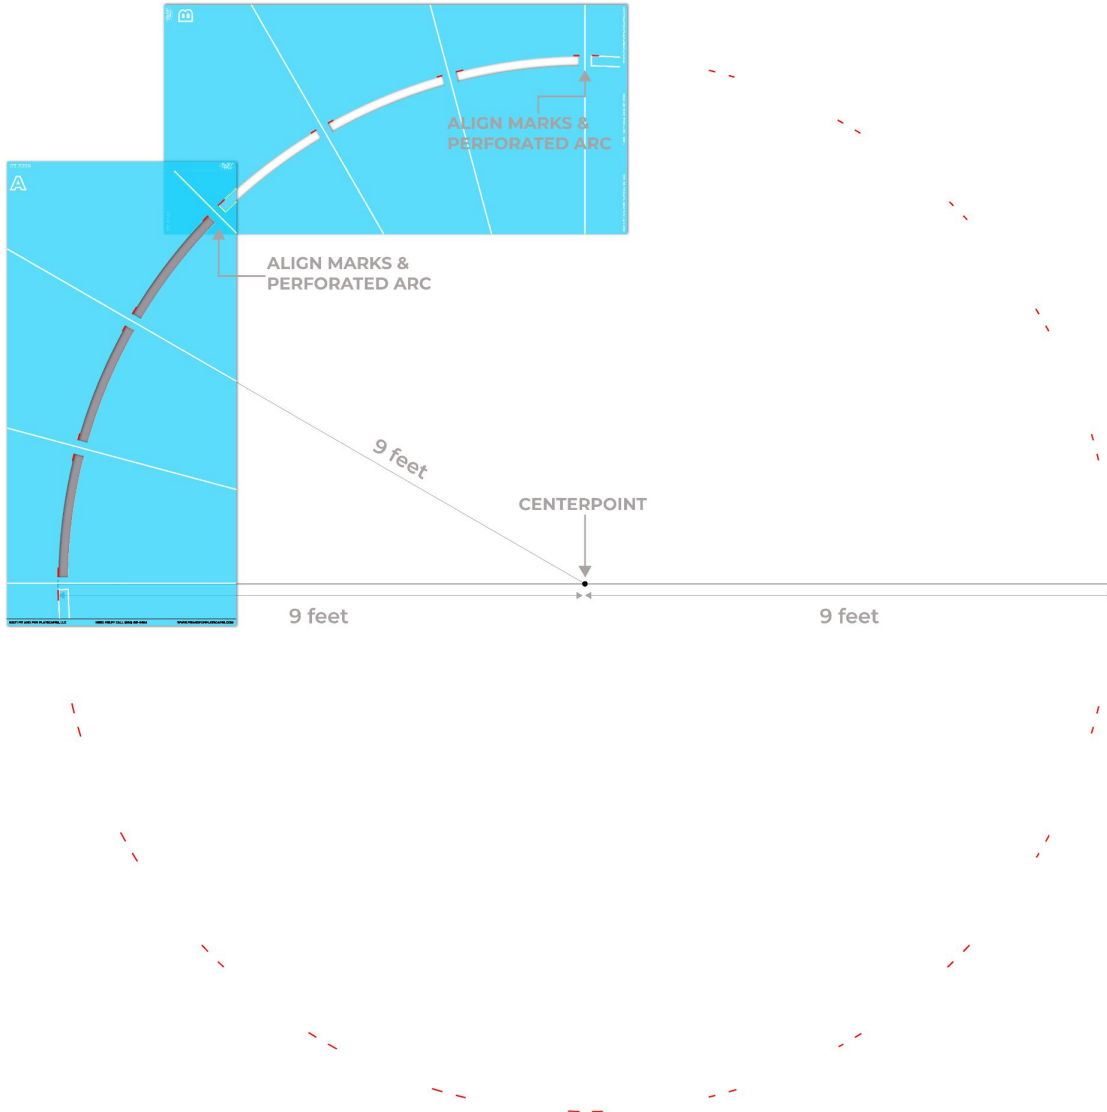 B
ALIGN MARKS &
PERFORATED ARC
A
ALIGN MARKS &
PERFORATED ARC
9 feet
CENTERPOINT
9 feet
9 feet